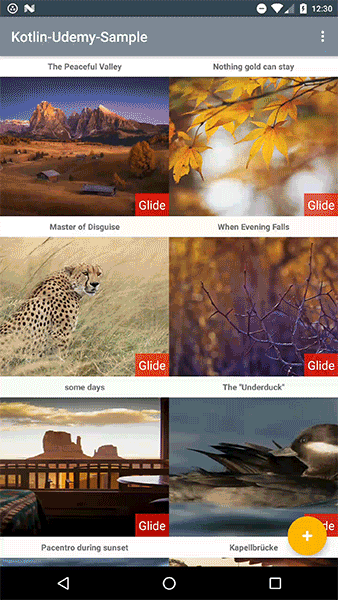 12:30
Kotlin-Udemy-Sample
The Peaceful Valley
Nothing gold can stay
Glide
Glide
Master of Disguise
When Evening Falls
Glide
Glide
some days
The "Underduck"
Glide
Pacentro during sunset
Kapellbrücke
+